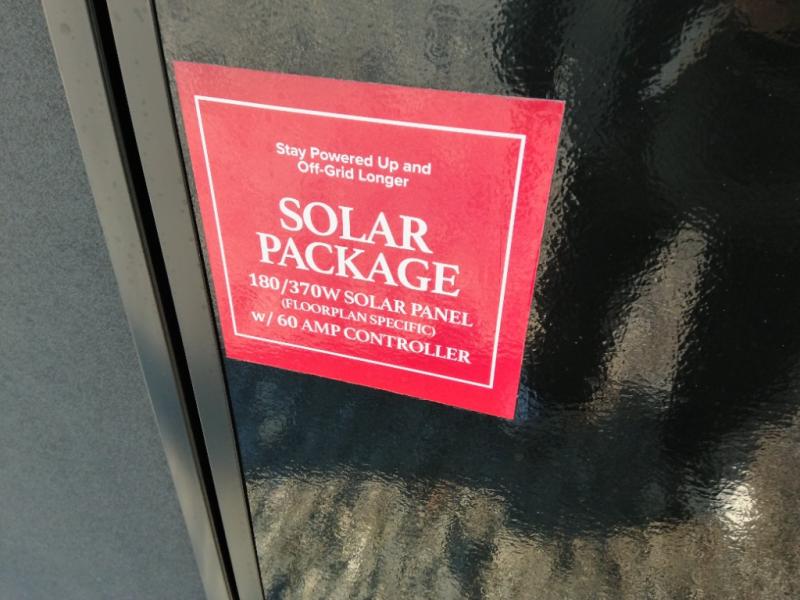 Stay Powered Up and
Off-Grid Longer
SOLAR
PACKAGE
180/370W SOLAR PANEL
(FLOORPLAN SPECIFIC)
w/ 60 AMP CONTROLLER